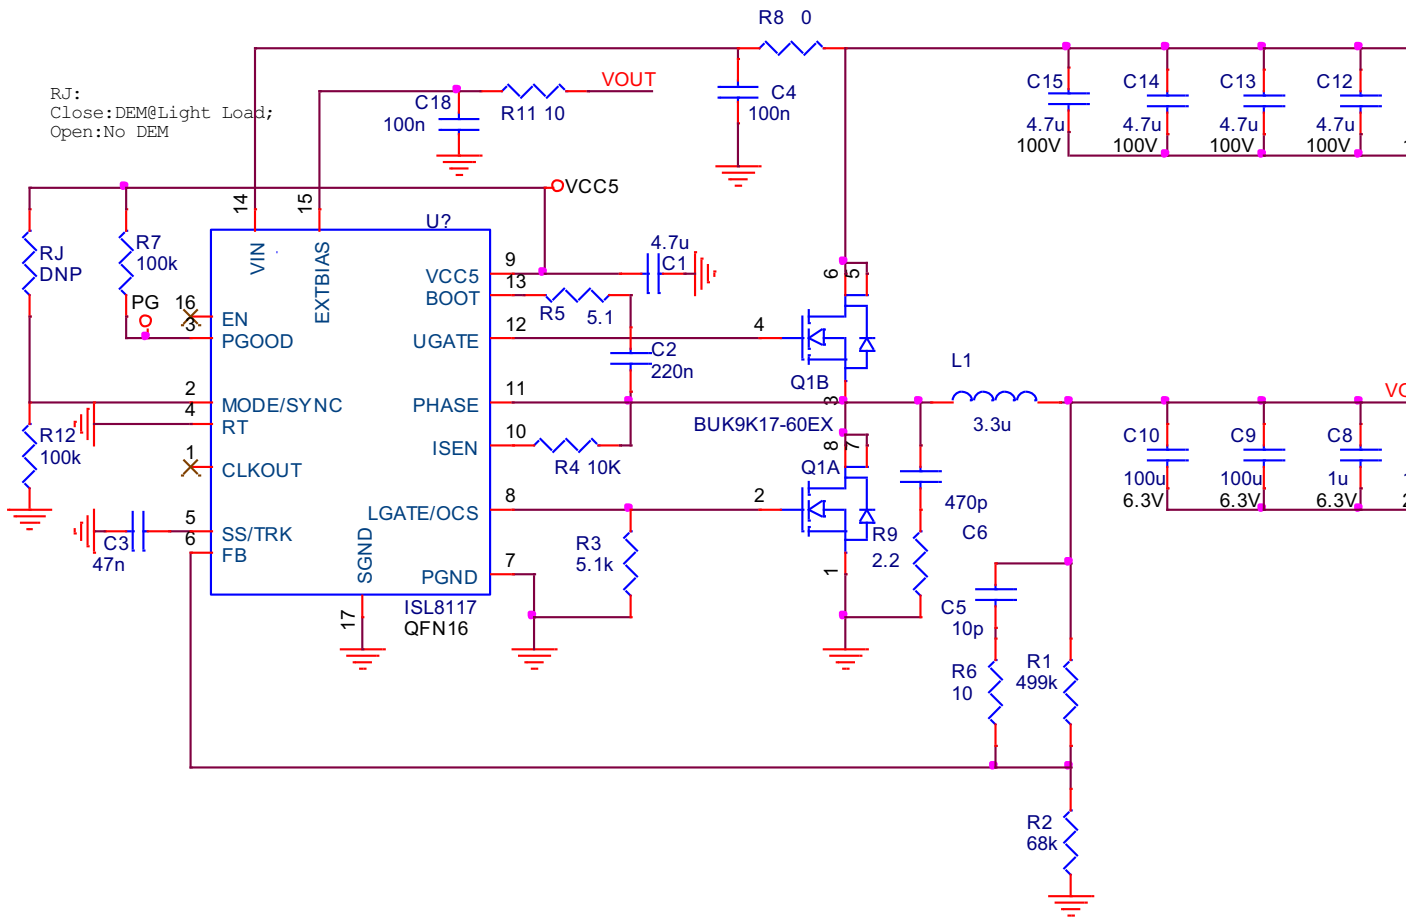 R8 0
RJ:
Close:DEM@Light Load;
Open:No DEM
VOUT
C18
100n
R11 10
C4
100n
C15
4.7u
100V
C14
4.7u
100V
C13
4.7u
100V
C12
4.7u
100V
VCC5
14
15
U?
RJ
DNP
R7
100k
PG
VIN
EXTBIAS
4.7u
C1
16
EN
3
PGOOD
2
MODE/SYNC
4
RT
R12
100k
1
CLKOUT
5
SS/TRK
6
FB
C3
47n
9
VCC5
13
BOOT
R5
5.1
12
UGATE
C2
220n
11
PHASE
10
ISEN
R4 10K
8
LGATE/OCS
7
PGND
SGND
17
ISL8117
QFN16
R3
5.1k
6
5
4
Q1B
3
BUK9K17-60EX
8
7
Q1A
2
1
L1
3.3u
470p
C6
R9
2.2
VO
C10
100u
6.3V
C9
100u
6.3V
C8
1u
6.3V
C5
10p
R6
10
R1
499k
R2
68k